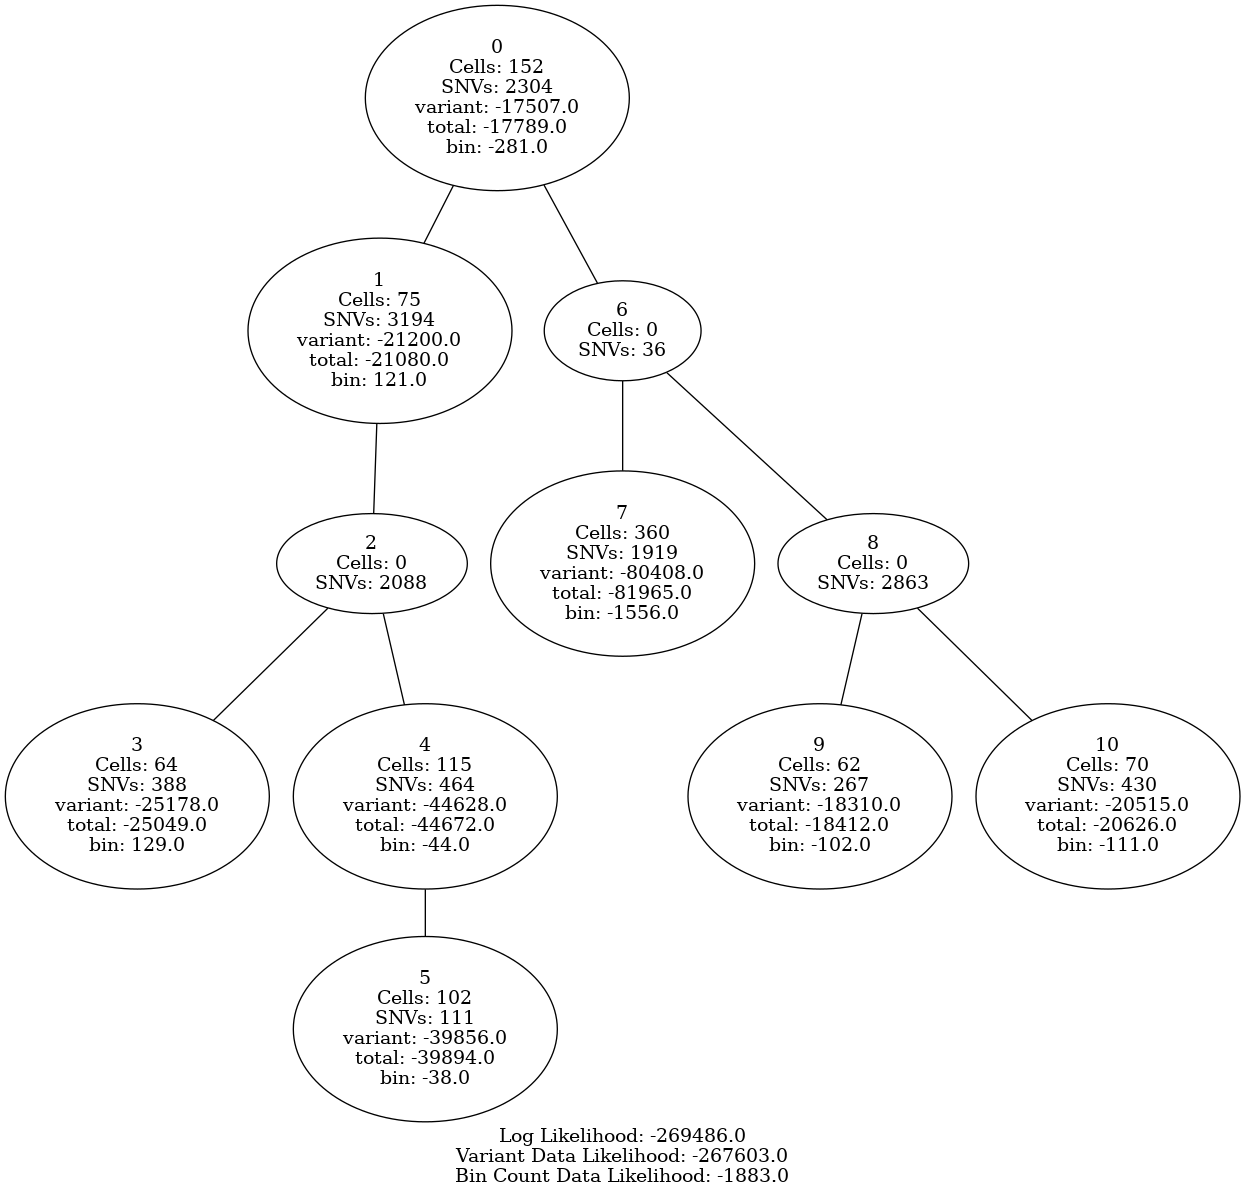 0
Cells: 152
SNVs: 2304
variant: -17507.0
total: -17789.0
bin: -281.0
1
Cells: 75
SNVs: 3194
variant: -21200.0
total: -21080.0
bin: 121.0
6
Cells: 0
SNVs: 36
2
Cells: 0
SNVs: 2088
7
Cells: 360
SNVs: 1919
variant: -80408.0
total: -81965.0
bin: -1556.0
8
Cells: 0
SNVs: 2863
3
Cells: 64
SNVs: 388
variant: -25178.0
total: -25049.0
bin: 129.0
4
Cells: 115
SNVs: 464
variant: -44628.0
total: -44672.0
bin: -44.0
9
Cells: 62
SNVs: 267
variant: -18310.0
total: -18412.0
bin: -102.0
10
Cells: 70
SNVs: 430
variant: -20515.0
total: -20626.0
bin: -111.0
5
Cells: 102
SNVs: 111
variant: -39856.0
total: -39894.0
bin: -38.0
Log Likelihood: -269486.0
Variant Data Likelihood: -267603.0
Bin Count Data Likelihood: -1883.0